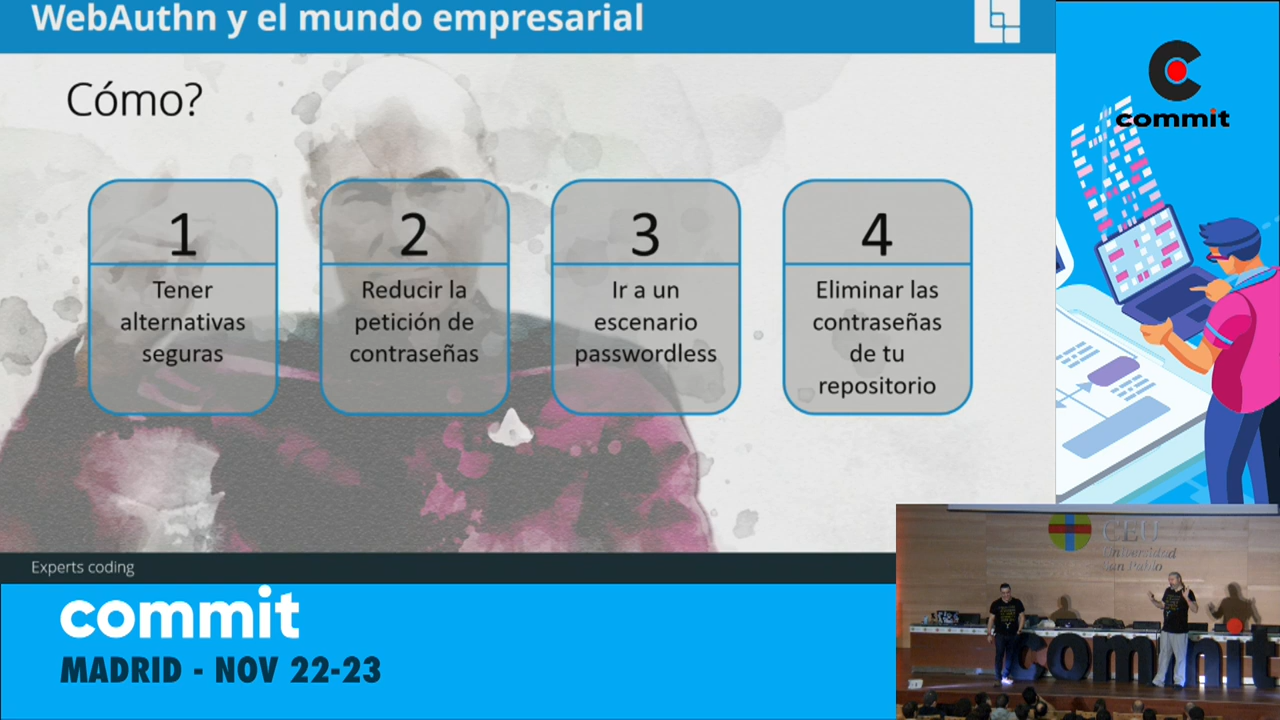 WebAuthn y el mundo empresarial
Cómo?
1
Tener
alternativas
seguras
2
Reducir la
petición de
contraseñas
3
Ir a un
escenario
passwordless
4
Eliminar las
contraseñas
de tu
repositorio
Experts coding
commit
MADRID - NOV 22-23
commit
CEU
Universidad
San Pablo
commit